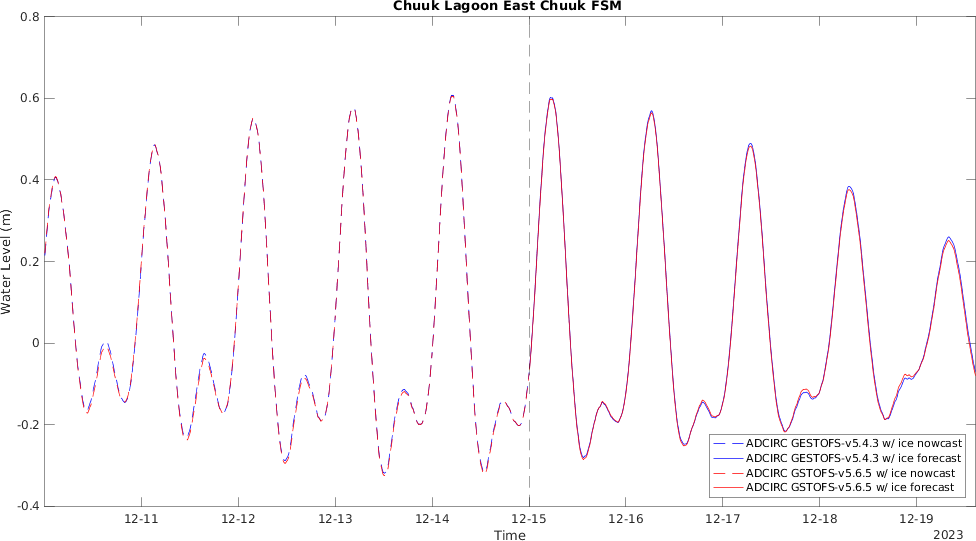 Chuuk Lagoon East Chuuk FSM
0.8
0.6
0.4
0.2
0
-0.2
-0.4
Water Level (m)
ADCIRC GESTOFS-v5.4.3 w/ ice nowcast
ADCIRC GESTOFS-v5.4.3 w/ ice forecast
ADCIRC GSTOFS-v5.6.5 w/ ice nowcast
ADCIRC GSTOFS-v5.6.5 w/ ice forecast
12-11 12-12 12-13 12-14 12-15 12-16 12-17 12-18 12-19
Time
2023